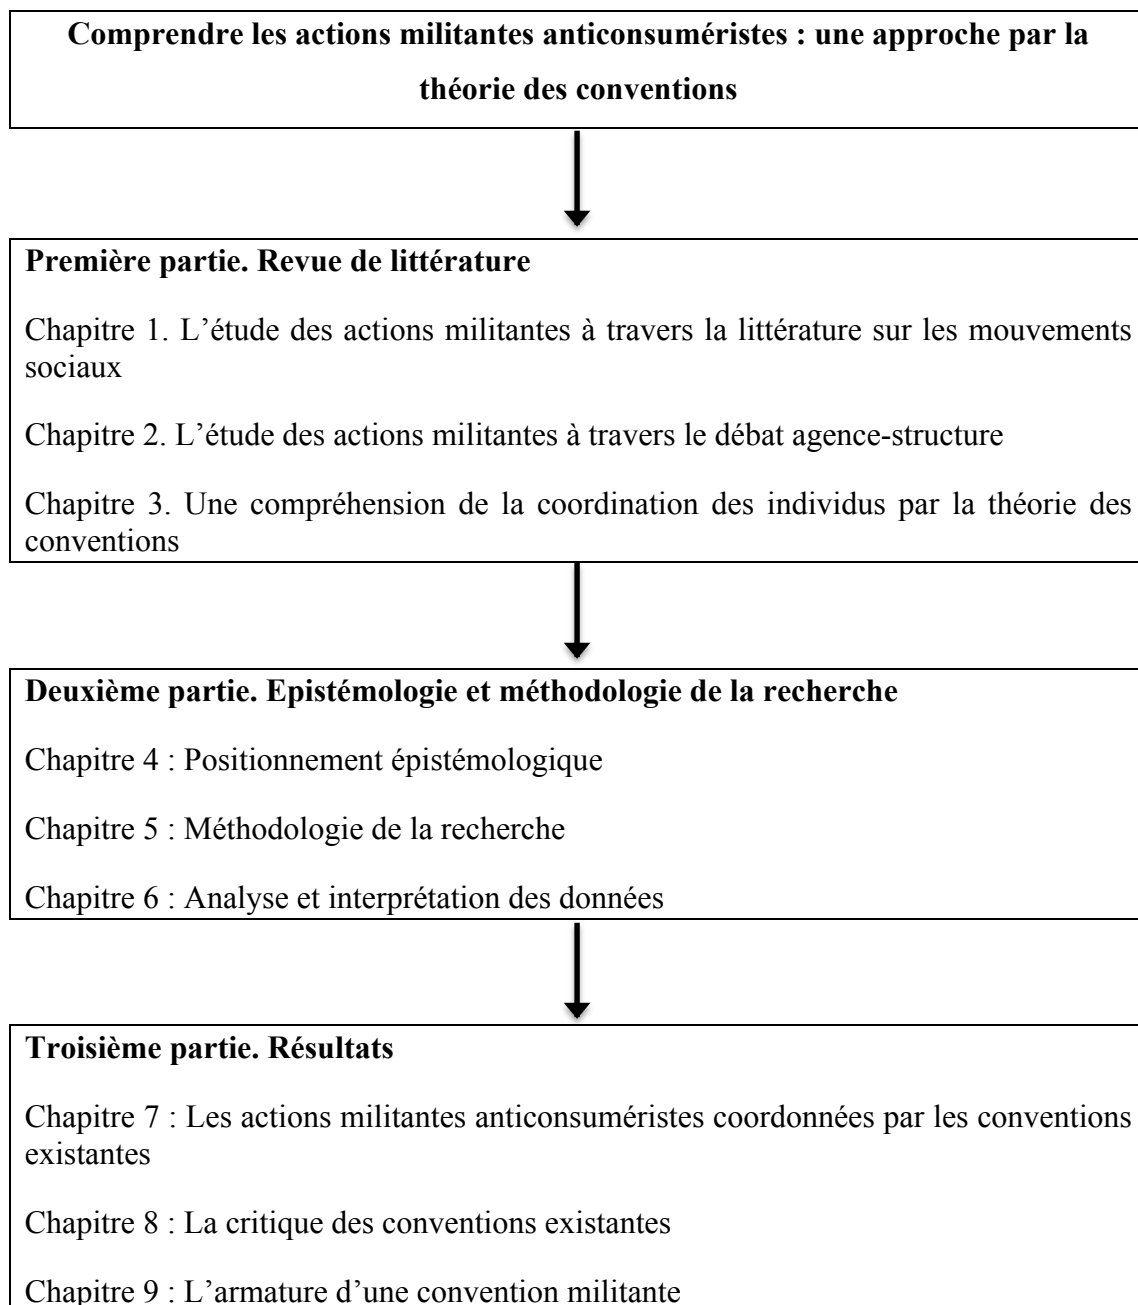 Comprendre les actions militantes anticonsuméristes : une approche par la
théorie des conventions
Première partie. Revue de littérature
Chapitre 1. L’étude des actions militantes à travers la littérature sur les mouvements
sociaux
Chapitre 2. L’étude des actions militantes à travers le débat agence-structure
Chapitre 3. Une compréhension de la coordination des individus par la théorie des
conventions
Deuxième partie. Epistémologie et méthodologie de la recherche
Chapitre 4 : Positionnement épistémologique
Chapitre 5 : Méthodologie de la recherche
Chapitre 6 : Analyse et interprétation des données
Troisième partie. Résultats
Chapitre 7 : Les actions militantes anticonsuméristes coordonnées par les conventions
existantes
Chapitre 8 : La critique des conventions existantes
Chapitre 9 : L’armature d’une convention militante